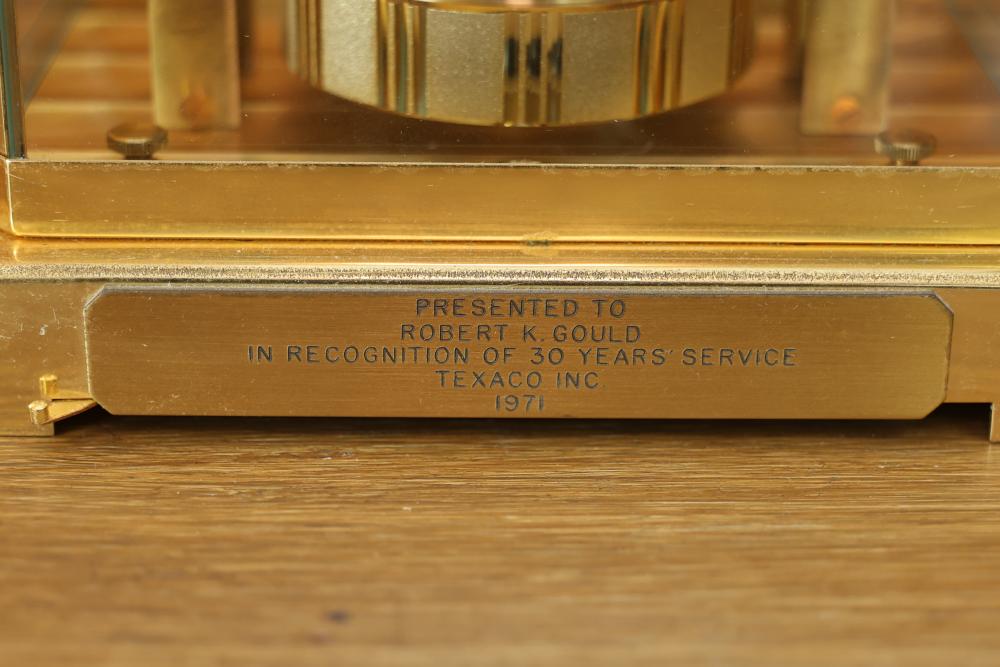 PRESENTED TO
ROBERT K. GOULD
IN RECOGNITION OF 30 YEARS' SERVICE
TEXACO INC.
1971